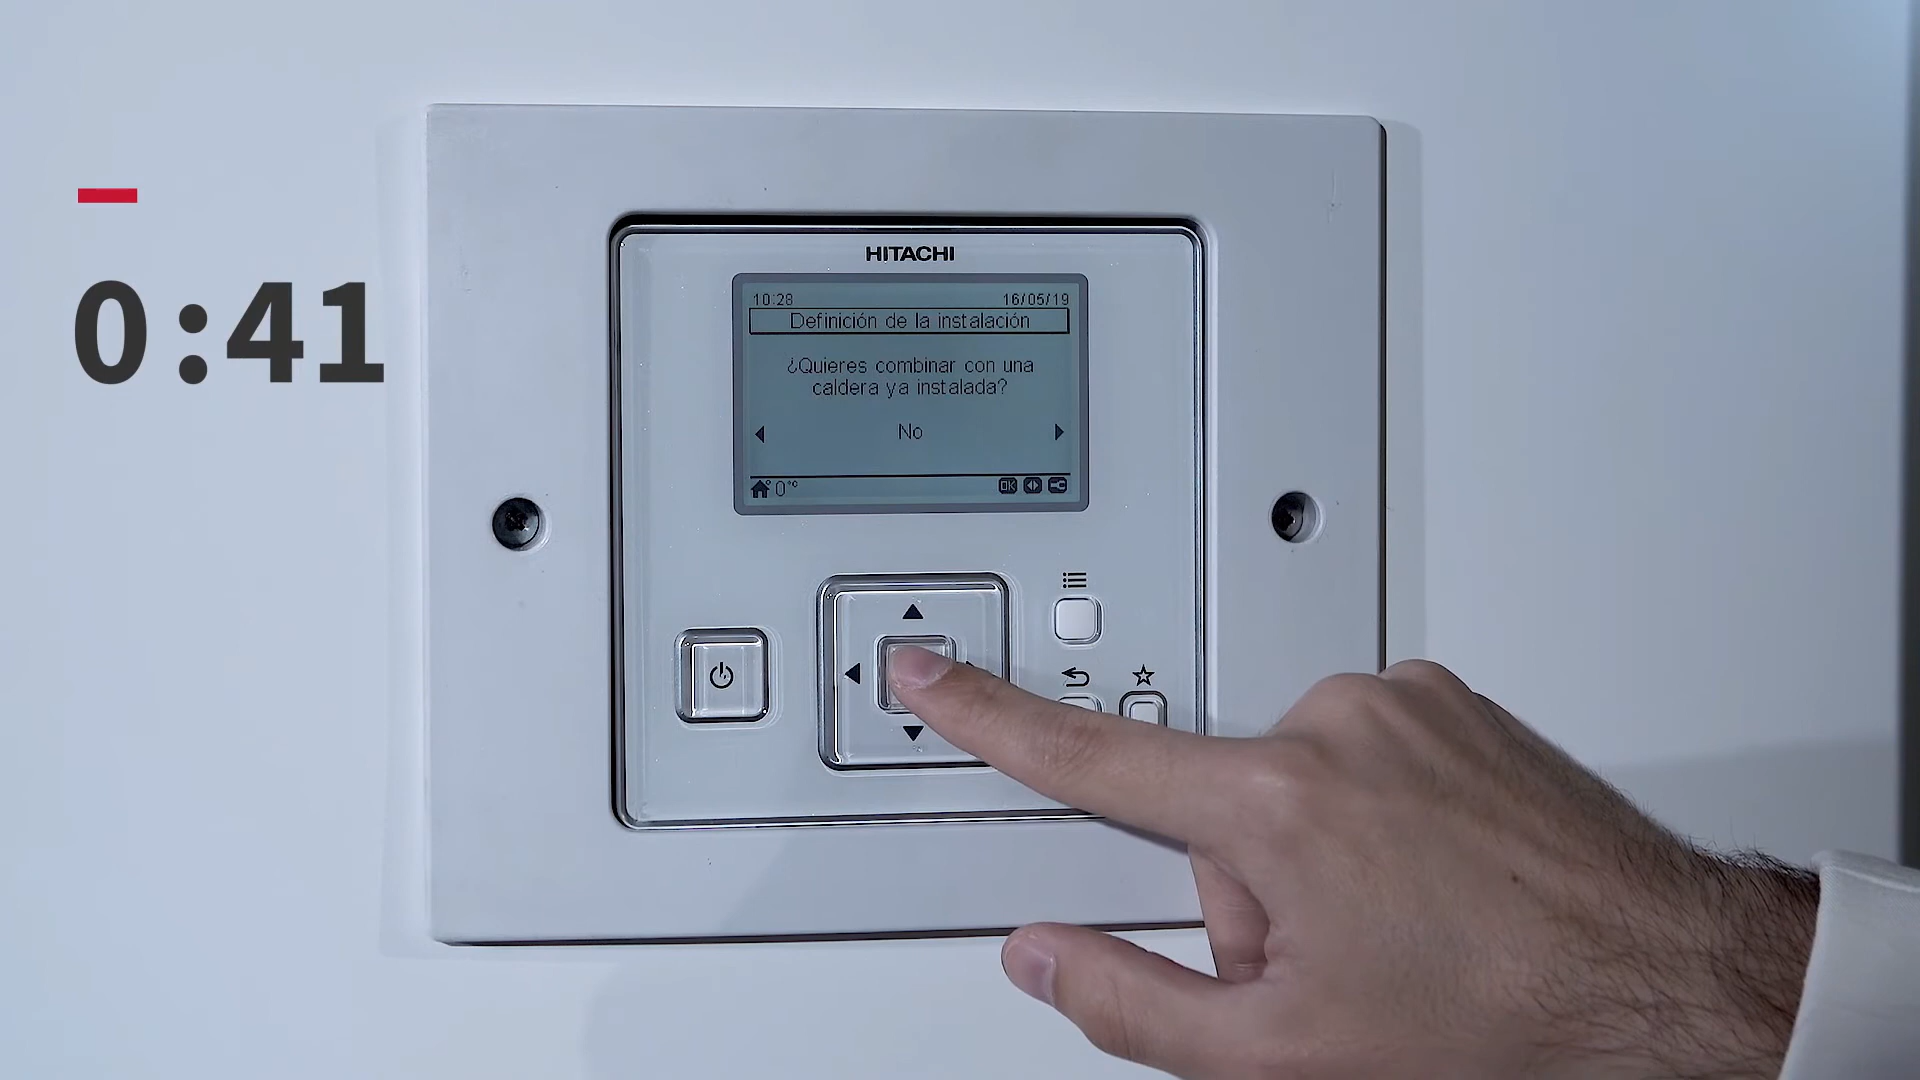 0:41
HITACHI
10:28 16/05/19
Definición de la instalación
¿Quieres combinar con una
caldera ya instalada?
No
0°C OK